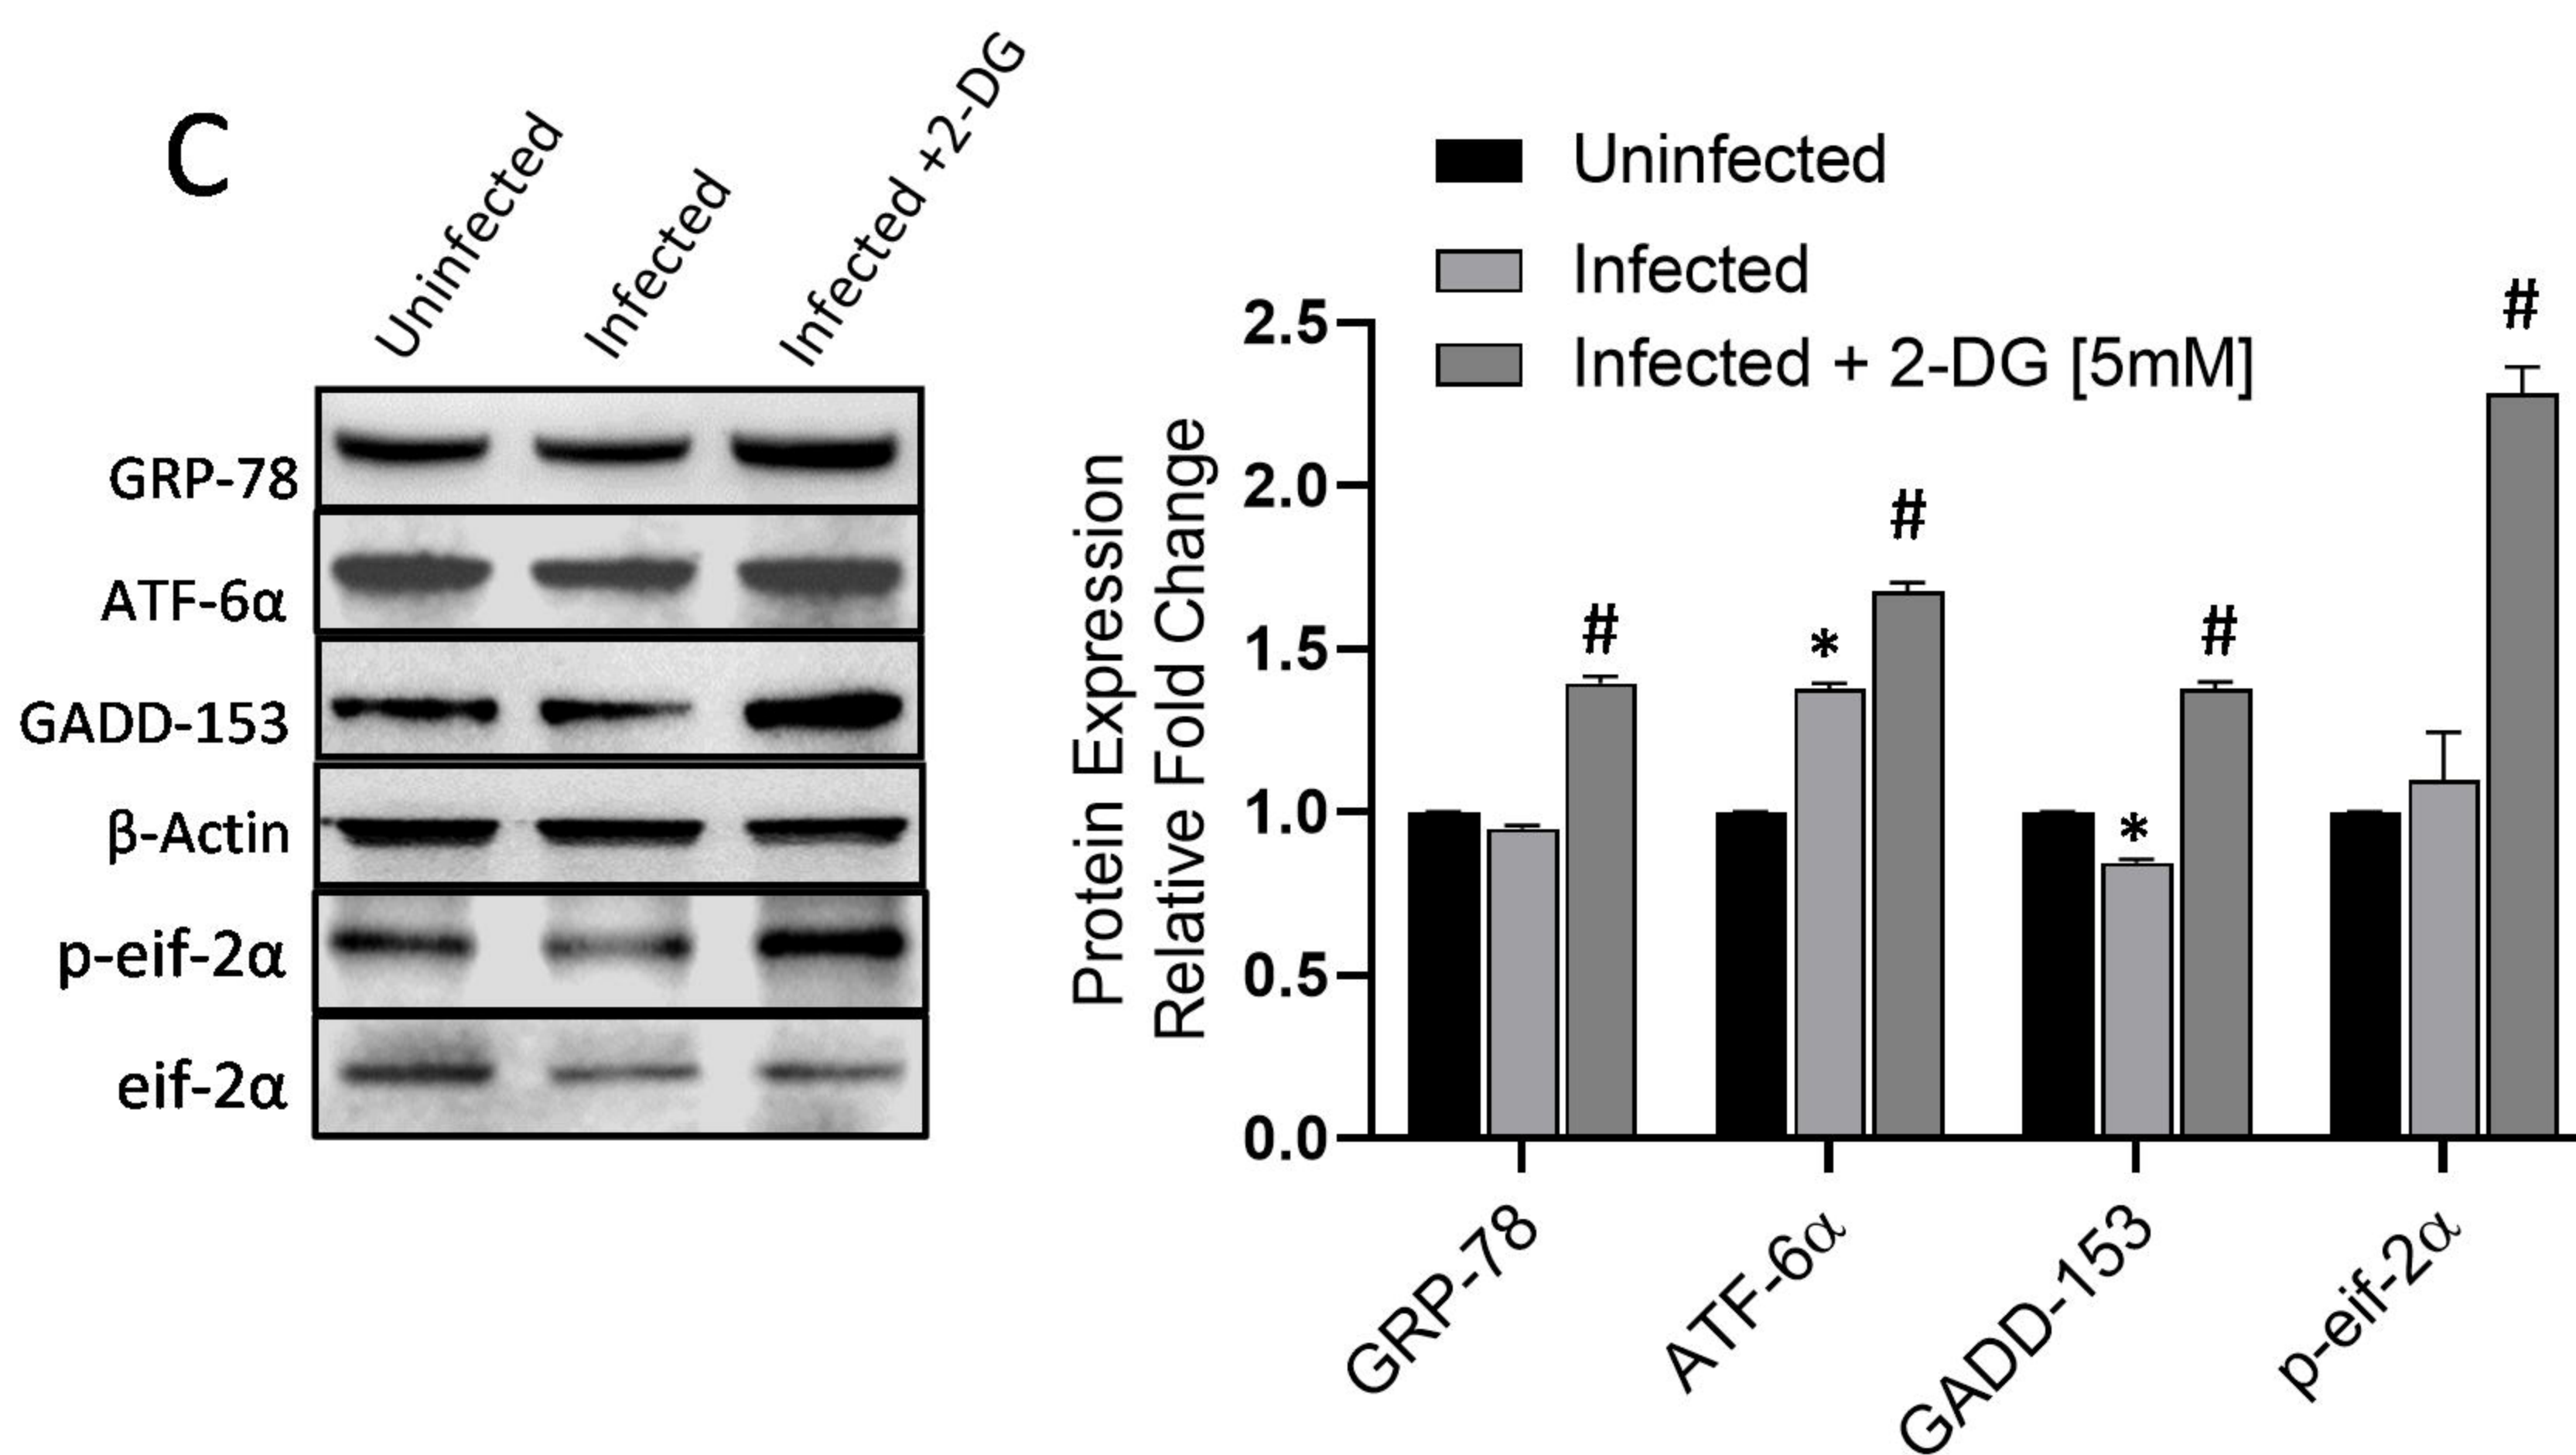 C
Uninfected
Infected
Infected +2-DG
GRP-78
ATF-6α
GADD-153
β-Actin
p-eif-2α
eif-2α
Uninfected
Infected
Infected + 2-DG [5mM]
Protein Expression
Relative Fold Change
2.5
2.0
1.5
1.0
0.5
0.0
#
*
#
*
#
#
GRP-78
ATF-6α
GADD-153
p-eif-2α